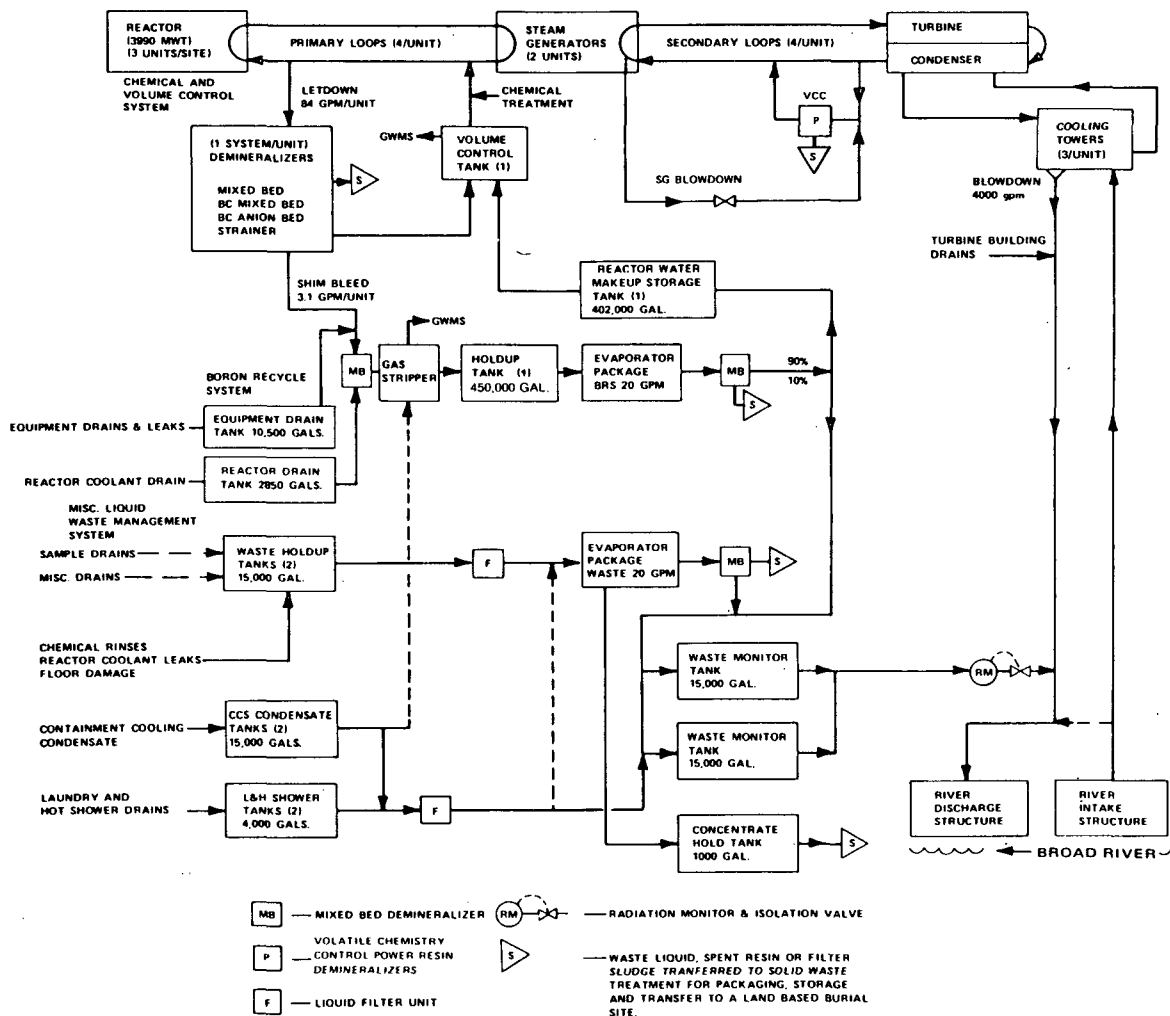 REACTOR
(3990 MWT)
(3 UNITS/SITE)
PRIMARY LOOPS (4/UNIT)
STEAM
GENERATORS
(2 UNITS)
SECONDARY LOOPS (4/UNIT)
TURBINE
CONDENSER
CHEMICAL AND
VOLUME CONTROL
SYSTEM
LETDOWN
84 GPM/UNIT
CHEMICAL
TREATMENT
VCC
P
S
GWMS
VOLUME
CONTROL
TANK (1)
COOLING
TOWERS
(3/UNIT)
(1 SYSTEM/UNIT)
DEMINERALIZERS
MIXED BED
BC MIXED BED
BC ANION BED
STRAINER
S
SG BLOWDOWN
BLOWDOWN
4000 gpm
TURBINE BUILDING
DRAINS
SHIM BLEED
3.1 GPM/UNIT
REACTOR WATER
MAKEUP STORAGE
TANK (1)
402,000 GAL.
GWMS
MB
GAS
STRIPPER
HOLDUP
TANK (1)
450,000 GAL.
EVAPORATOR
PACKAGE
BRS 20 GPM
MB
90%
10%
S
BORON RECYCLE
SYSTEM
EQUIPMENT DRAINS & LEAKS
EQUIPMENT DRAIN
TANK 10,500 GALS.
REACTOR COOLANT DRAIN
REACTOR DRAIN
TANK 2850 GALS.
MISC. LIQUID
WASTE MANAGEMENT
SYSTEM
SAMPLE DRAINS
MISC. DRAINS
WASTE HOLDUP
TANKS (2)
15,000 GAL.
F
EVAPORATOR
PACKAGE
WASTE 20 GPM
MB
S
CHEMICAL RINSES
REACTOR COOLANT LEAKS
FLOOR DAMAGE
WASTE MONITOR
TANK
15,000 GAL.
RM
CONTAINMENT COOLING
CONDENSATE
CCS CONDENSATE
TANKS (2)
15,000 GALS.
WASTE MONITOR
TANK
15,000 GAL.
LAUNDRY AND
HOT SHOWER DRAINS
L&H SHOWER
TANKS (2)
4,000 GALS.
F
RIVER
DISCHARGE
STRUCTURE
RIVER
INTAKE
STRUCTURE
CONCENTRATE
HOLD TANK
1000 GAL.
S
BROAD RIVER
MB — MIXED BED DEMINERALIZER
RM — RADIATION MONITOR & ISOLATION VALVE
P — VOLATILE CHEMISTRY
CONTROL POWER RESIN
DEMINERALIZERS
S — WASTE LIQUID, SPENT RESIN OR FILTER
SLUDGE TRANFERRED TO SOLID WASTE
TREATMENT FOR PACKAGING, STORAGE
AND TRANSFER TO A LAND BASED BURIAL
SITE.
F — LIQUID FILTER UNIT